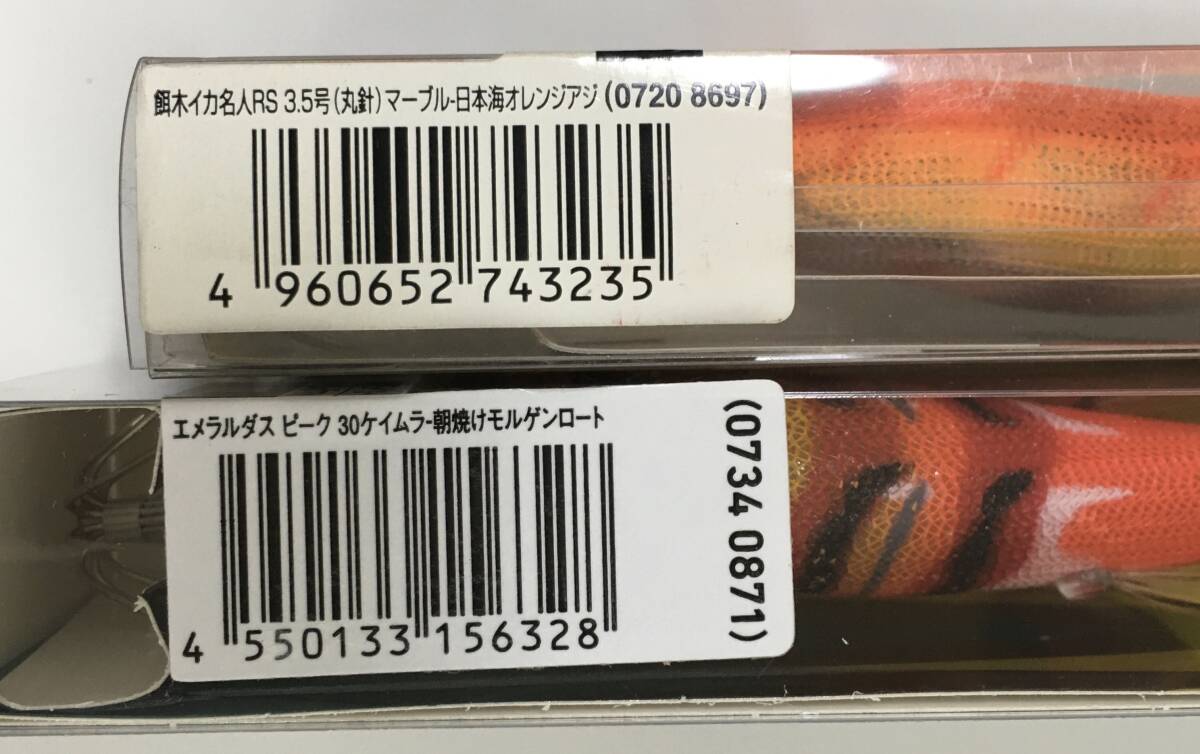 餌木イカ名人RS 3.5号(丸針)マーブル-日本海オレンジアジ (0720 8697)
4 960652 743235
エメラルダス ピーク 30ケイムラ-朝焼けモルゲンロート
(0734 0871)
4 550133 156328